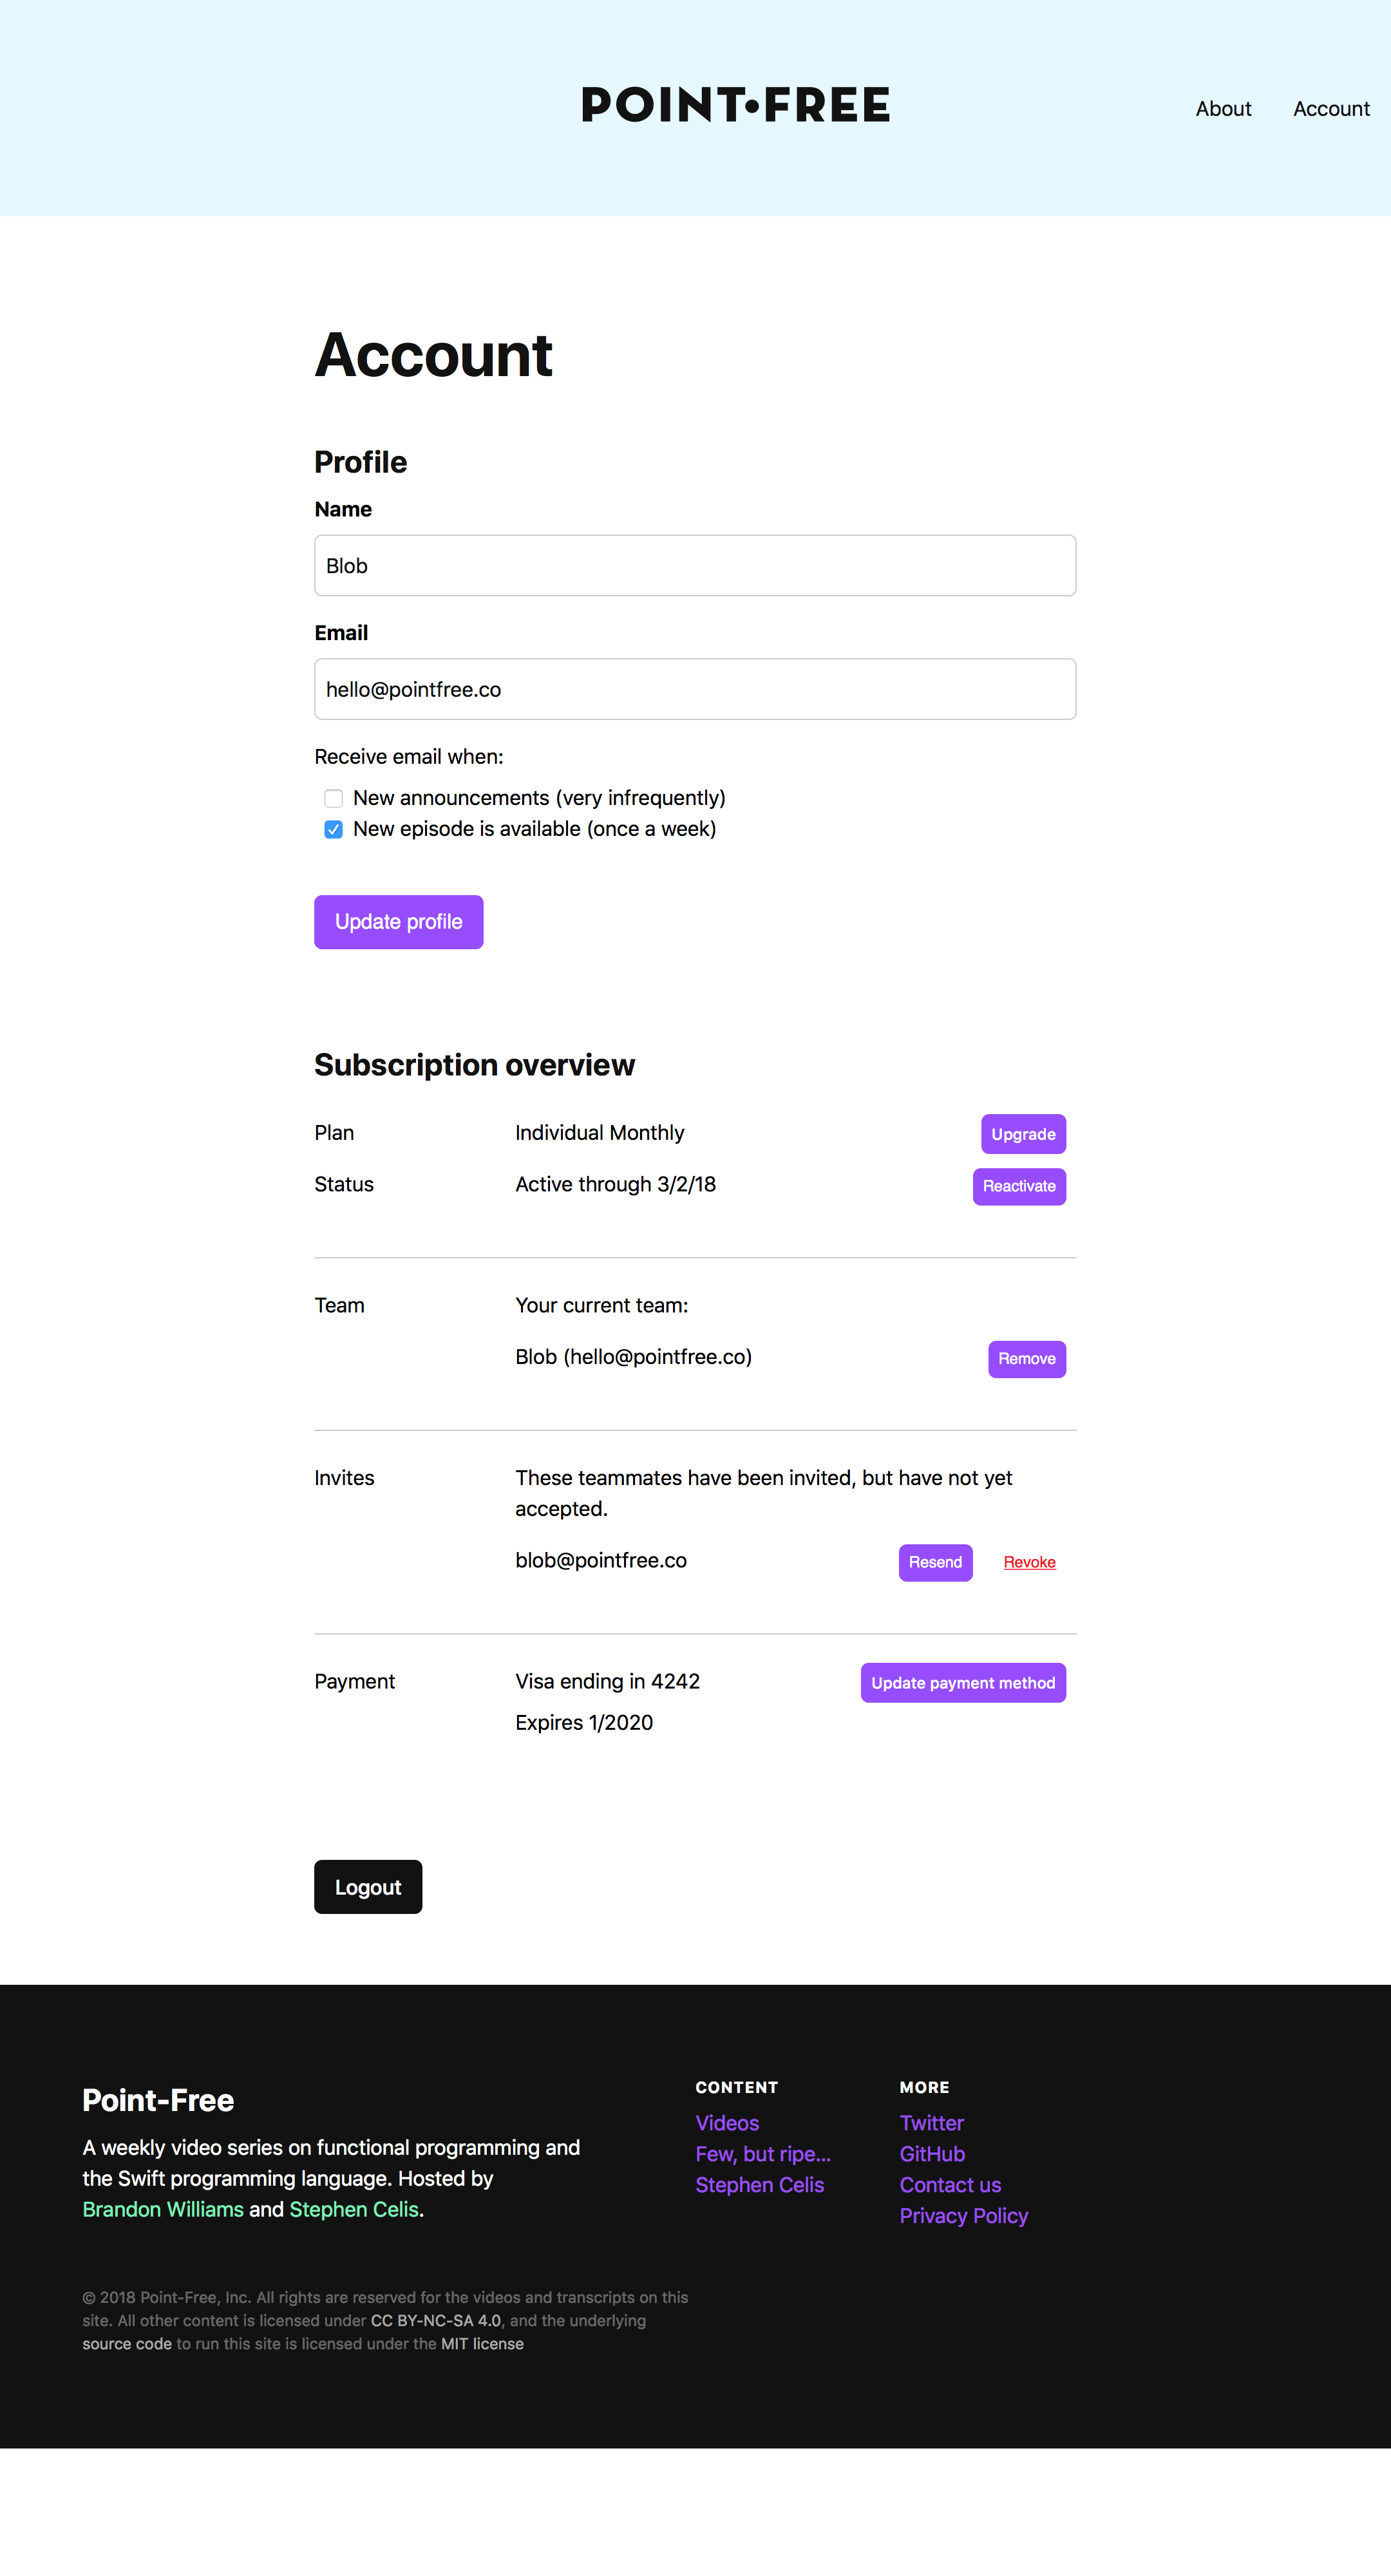 POINT•FREE
About
Account
Account
Profile
Name
Blob
Email
hello@pointfree.co
Receive email when:
New announcements (very infrequently)
New episode is available (once a week)
Update profile
Subscription overview
Plan
Individual Monthly
Upgrade
Status
Active through 3/2/18
Reactivate
Team
Your current team:
Blob (hello@pointfree.co)
Remove
Invites
These teammates have been invited, but have not yet
accepted.
blob@pointfree.co
Resend
Revoke
Payment
Visa ending in 4242
Update payment method
Expires 1/2020
Logout
Point-Free
A weekly video series on functional programming and
the Swift programming language. Hosted by
Brandon Williams and Stephen Celis.
CONTENT
Videos
Few, but ripe...
Stephen Celis
MORE
Twitter
GitHub
Contact us
Privacy Policy
© 2018 Point-Free, Inc. All rights are reserved for the videos and transcripts on this
site. All other content is licensed under CC BY-NC-SA 4.0, and the underlying
source code to run this site is licensed under the MIT license